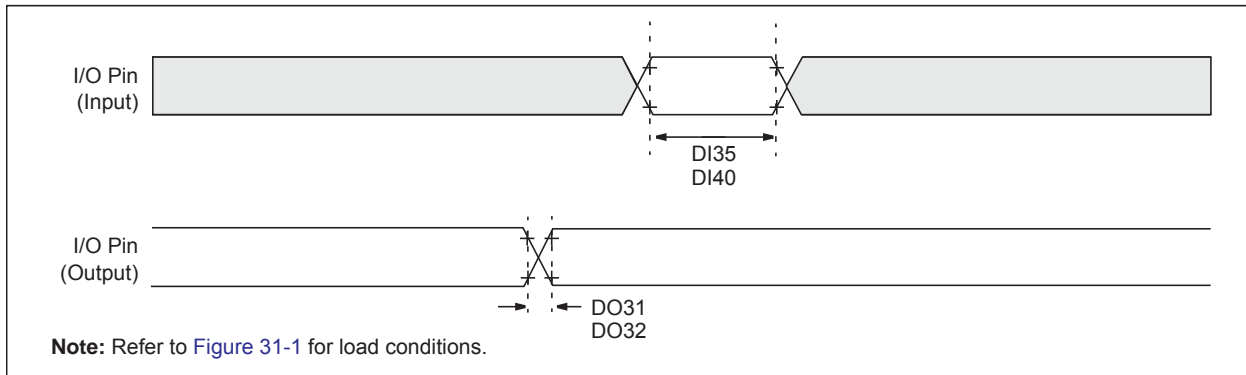 I/O Pin
(Input)
DI35
DI40
I/O Pin
(Output)
DO31
DO32
Note: Refer to Figure 31-1 for load conditions.